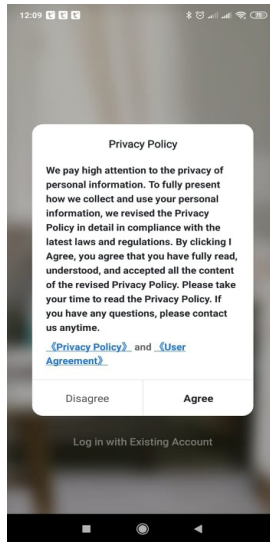 12:09
Privacy Policy
We pay high attention to the privacy of
personal information. To fully present
how we collect and use your personal
information, we revised the Privacy
Policy in detail in compliance with the
latest laws and regulations. By clicking I
Agree, you agree that you have fully read,
understood, and accepted all the content
of the revised Privacy Policy. Please take
your time to read the Privacy Policy. If
you have any questions, please contact
us anytime.
《Privacy Policy》 and 《User
Agreement》
Disagree Agree
Log in with Existing Account